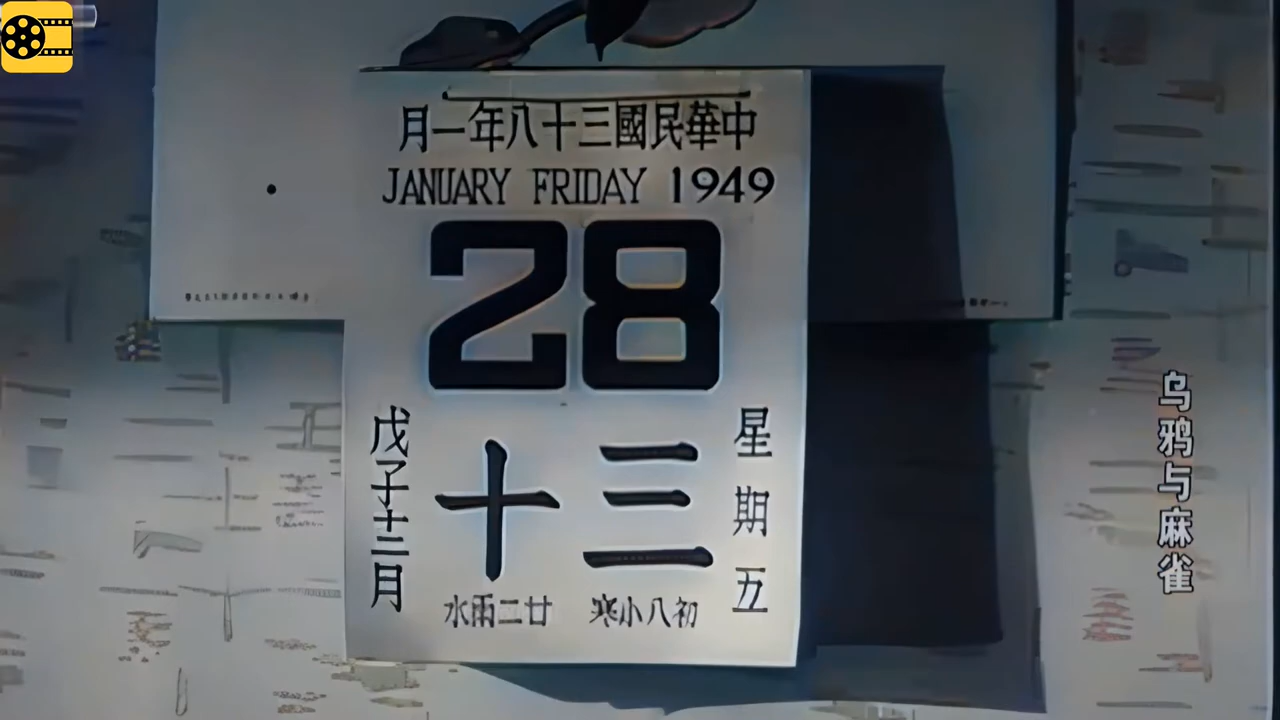 中華民國三十八年一月
JANUARY FRIDAY 1949
28
星期五
三十
戊子十二月
初八小寒 廿二雨水
乌鸦与麻雀